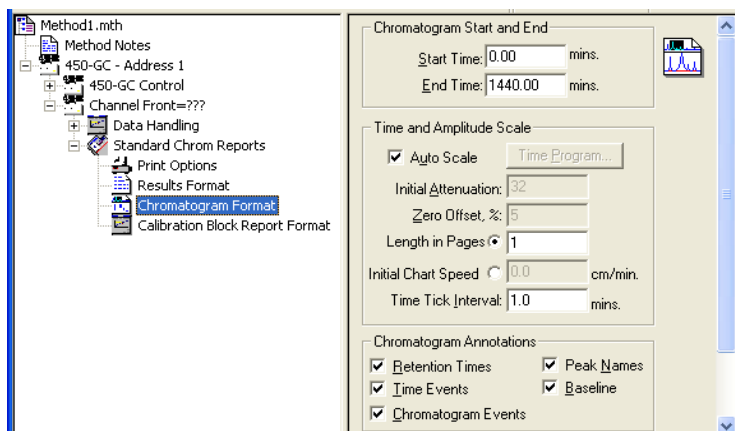 Method1.mth
Method Notes
450-GC - Address 1
450-GC Control
Channel Front=???
Data Handling
Standard Chrom Reports
Print Options
Results Format
Chromatogram Format
Calibration Block Report Format
Chromatogram Start and End
Start Time: 0.00 mins.
End Time: 1440.00 mins.
Time and Amplitude Scale
Auto Scale Time Program...
Initial Attenuation: 32
Zero Offset, %: 5
Length in Pages 1
Initial Chart Speed 0.0 cm/min.
Time Tick Interval: 1.0 mins.
Chromatogram Annotations
Retention Times Peak Names
Time Events Baseline
Chromatogram Events